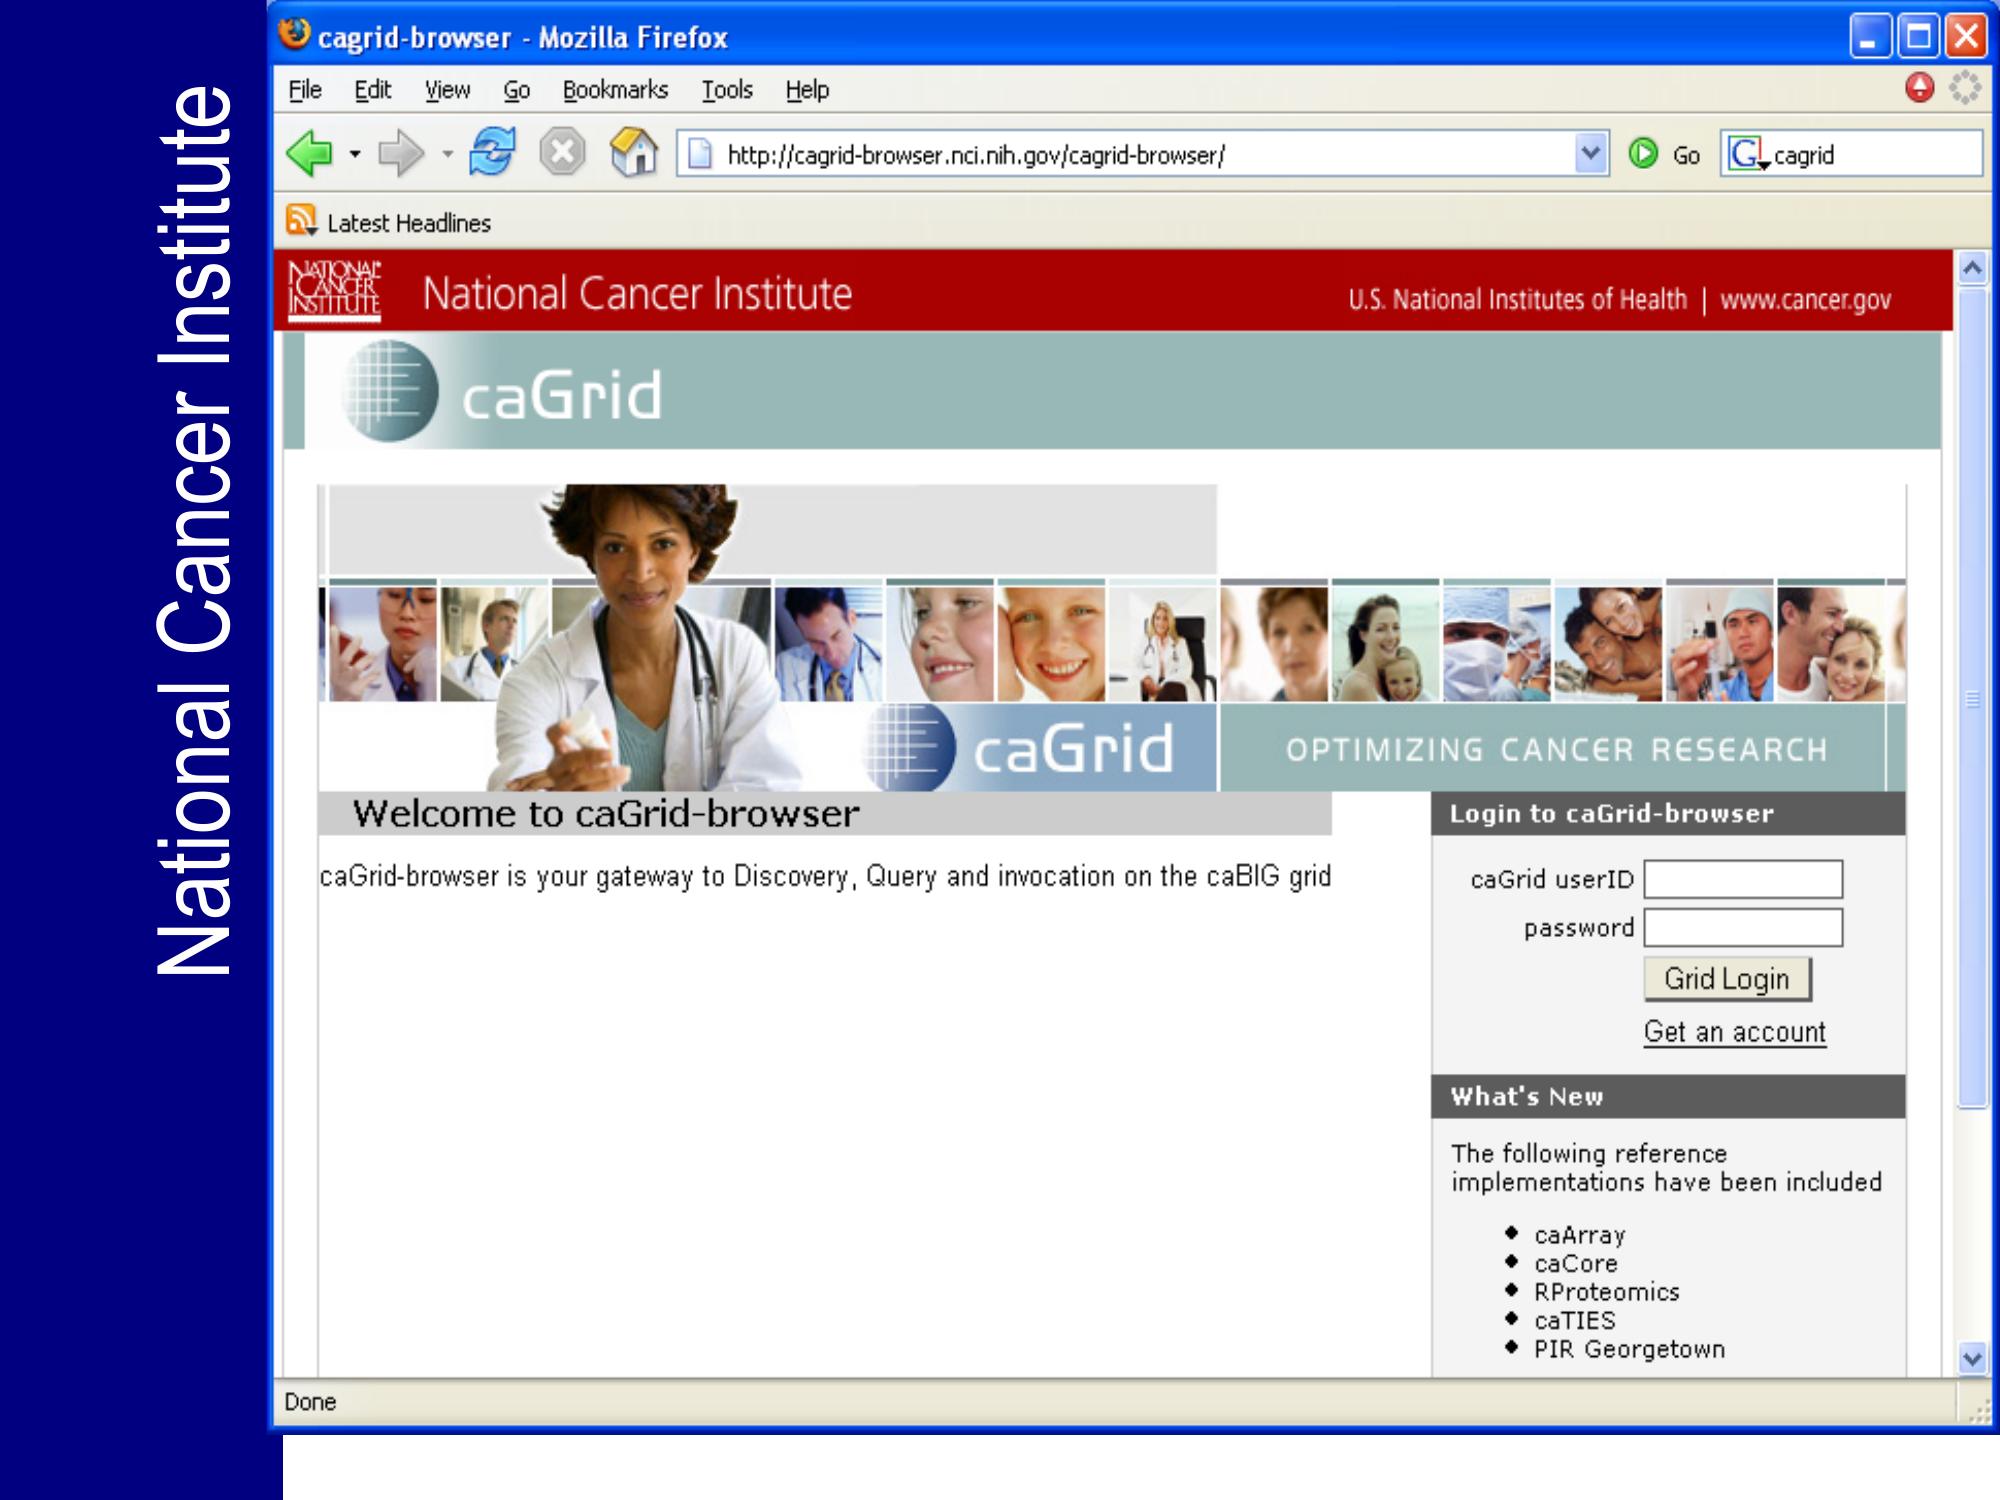 National Cancer Institute
cagrid-browser - Mozilla Firefox
File Edit View Go Bookmarks Tools Help
http://cagrid-browser.nci.nih.gov/cagrid-browser/ Go G cagrid
Latest Headlines
NATIONAL CANCER INSTITUTE
National Cancer Institute
U.S. National Institutes of Health | www.cancer.gov
caGrid
caGrid OPTIMIZING CANCER RESEARCH
Welcome to caGrid-browser
caGrid-browser is your gateway to Discovery, Query and invocation on the caBIG grid
Login to caGrid-browser
caGrid userID
password
Grid Login
Get an account
What's New
The following reference
implementations have been included
caArray
caCore
RProteomics
caTIES
PIR Georgetown
Done